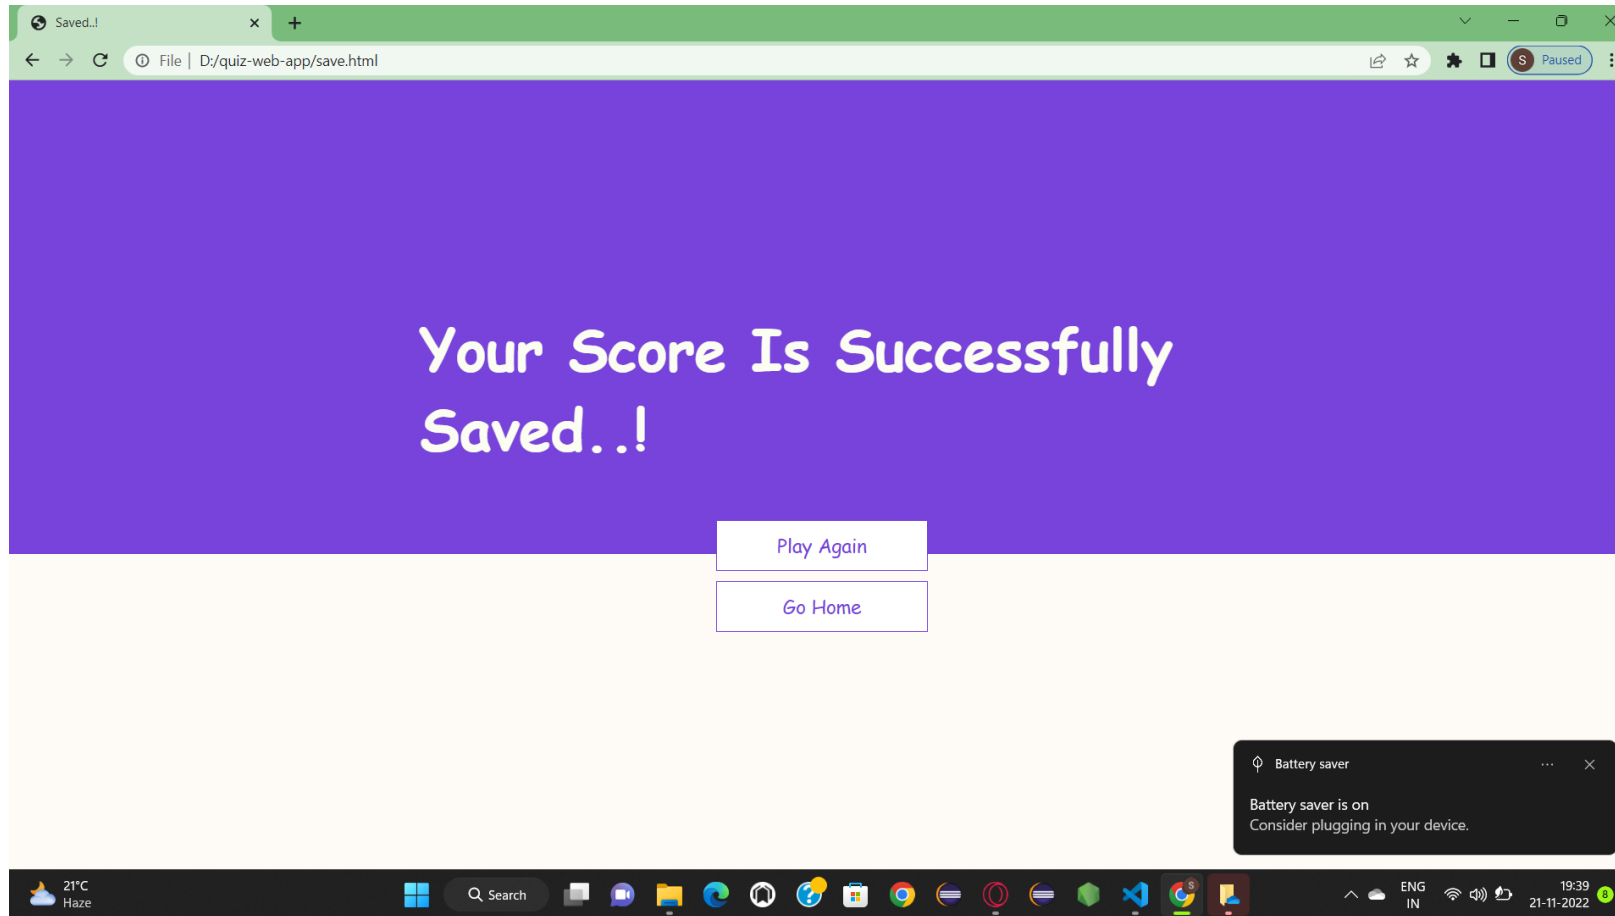 Saved..!
File | D:/quiz-web-app/save.html
S Paused
Your Score Is Successfully
Saved..!
Play Again
Go Home
Battery saver
Battery saver is on
Consider plugging in your device.
21°C
Haze
Search
S
ENG
IN
19:39
21-11-2022
8